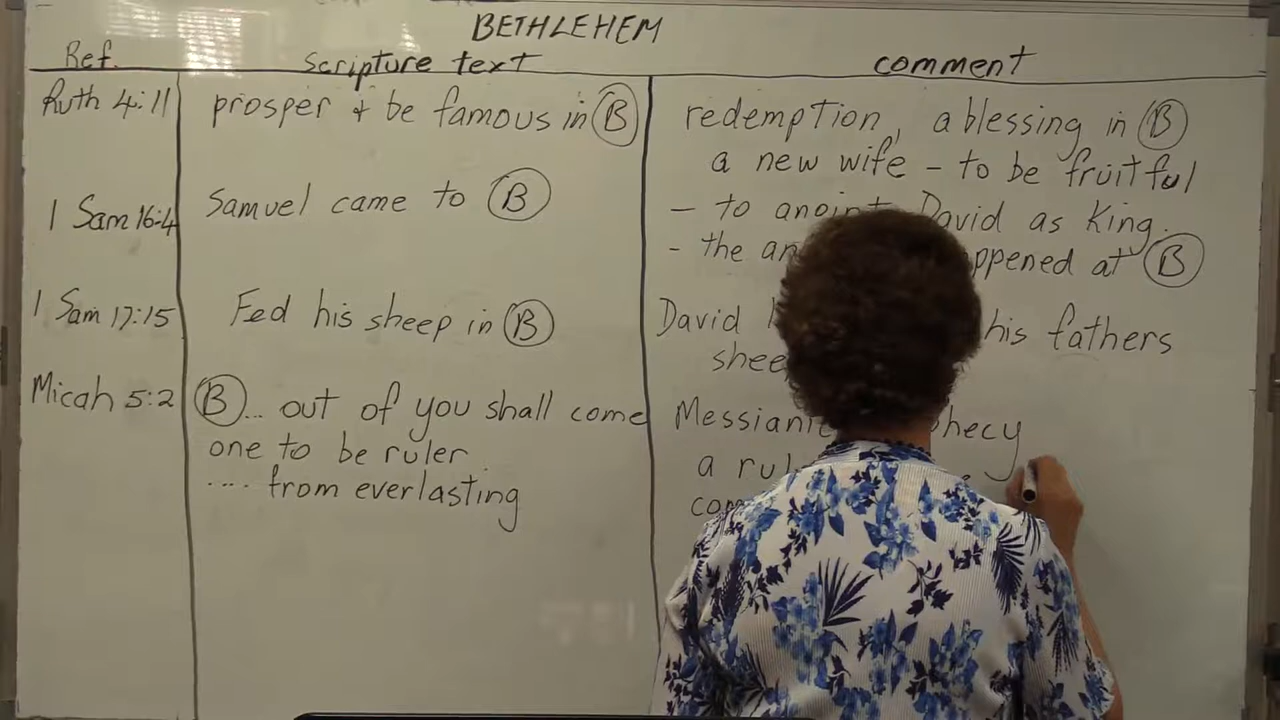 BETHLEHEM
Ref. Scripture text comment
Ruth 4:11 prosper + be famous in B redemption, a blessing in B
a new wife - to be fruitful
1 Sam 16:4 Samuel came to B - to anoint David as King.
- the appened at B
1 Sam 17:15 Fed his sheep in B David his fathers
shee
Micah 5:2 B... out of you shall come Messianic hecy
one to be ruler a rul
.... from everlasting com